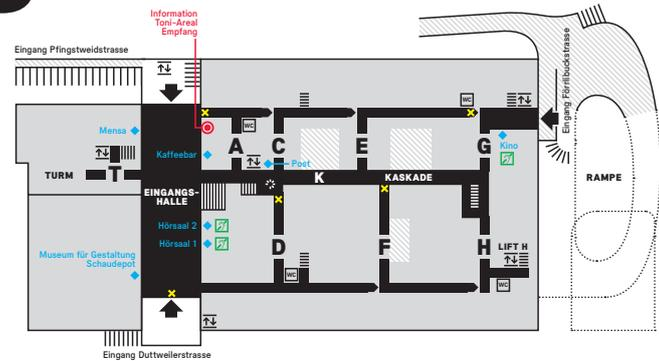 Information
Toni-Areal
Empfang
Eingang Pfingstweidstrasse
Eingang Förrlibuckstrasse
WC
WC
Mensa
Kaffeebar
A
C
E
G
Kino
Post
TURM
T
K
KASKADE
RAMPE
EINGANGS-
HALLE
Hörsaal 2
Hörsaal 1
D
F
H
LIFT H
Museum für Gestaltung
Schaudepot
WC
WC
Eingang Duttweilerstrasse